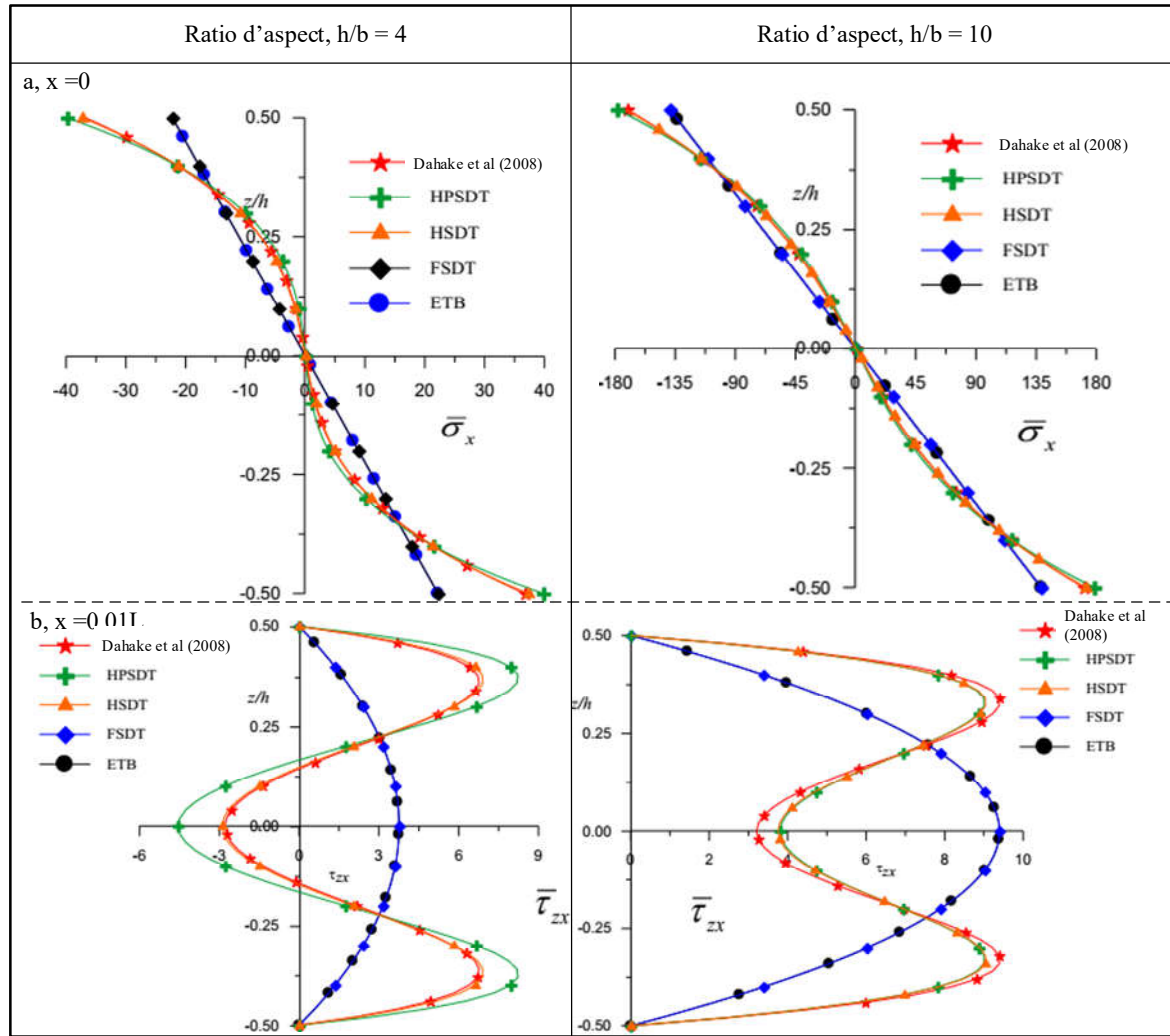 Ratio d’aspect, h/b = 4
Ratio d’aspect, h/b = 10
a, x =0
0.50
Dahake et al (2008)
z/h
HPSDT
0.25
HSDT
FSDT
ETB
0.00
-40 -30 -20 -10 0 10 20 30 40
σ̅x
-0.25
-0.50
0.50
Dahake et al (2008)
z/h
HPSDT
0.25
HSDT
FSDT
ETB
0.00
-180 -135 -90 -45 0 45 90 135 180
σ̅x
-0.25
-0.50
b, x =0.01L
0.50
Dahake et al (2008)
HPSDT
z/h
HSDT
0.25
FSDT
ETB
0.00
-6 -3 0 3 6 9
τzx
τ̅zx
-0.25
-0.50
Dahake et al
(2008)
0.50
HPSDT
HSDT
z/h
FSDT
0.25
ETB
0.00
0 2 4 6 8 10
τzx
τ̅zx
-0.25
-0.50